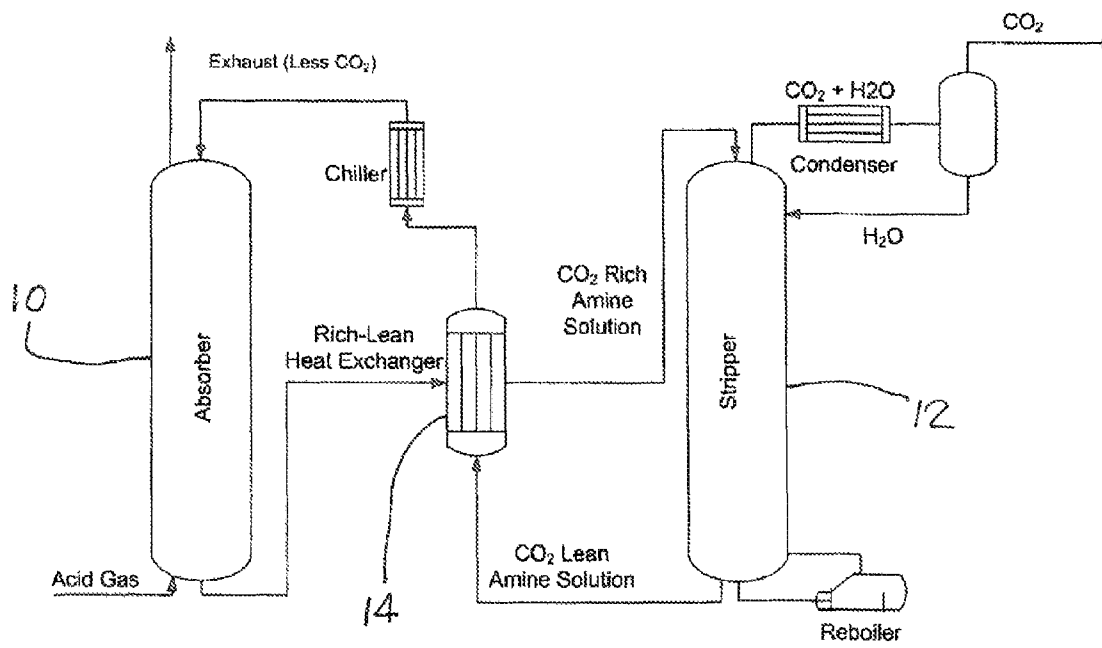 CO₂
Exhaust (Less CO₂)
CO₂ + H2O
Condenser
Chiller
H₂O
CO₂ Rich
Amine
Solution
10
Rich-Lean
Heat Exchanger
Absorber
Stripper
12
CO₂ Lean
Amine Solution
Acid Gas
14
Reboiler